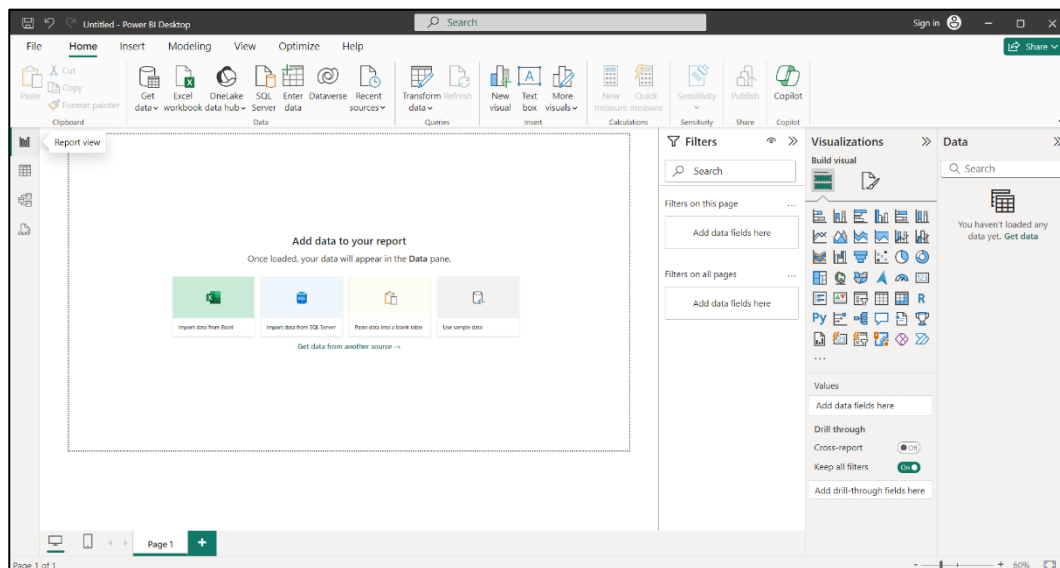 Untitled - Power BI Desktop
Search
Sign in
File Home Insert Modeling View Optimize Help
Share
Paste
Cut
Copy
Format painter
Clipboard
Get data
Excel workbook
OneLake data hub
SQL Server
Enter data
Dataverse
Recent sources
Data
Transform data
Refresh
Queries
New visual
Text box
More visuals
Insert
New measure
Quick measure
Calculations
Sensitivity
Sensitivity
Publish
Share
Copilot
Copilot
Report view
Add data to your report
Once loaded, your data will appear in the Data pane.
Import data from Excel
Import data from SQL Server
Paste data into a blank table
Use sample data
Get data from another source →
Filters
Search
Filters on this page ...
Add data fields here
Filters on all pages ...
Add data fields here
Visualizations
Build visual
R
Py
...
Values
Add data fields here
Drill through
Cross-report Off
Keep all filters On
Add drill-through fields here
Data
Search
You haven't loaded any
data yet. Get data
Page 1
+
Page 1 of 1
- + 60%